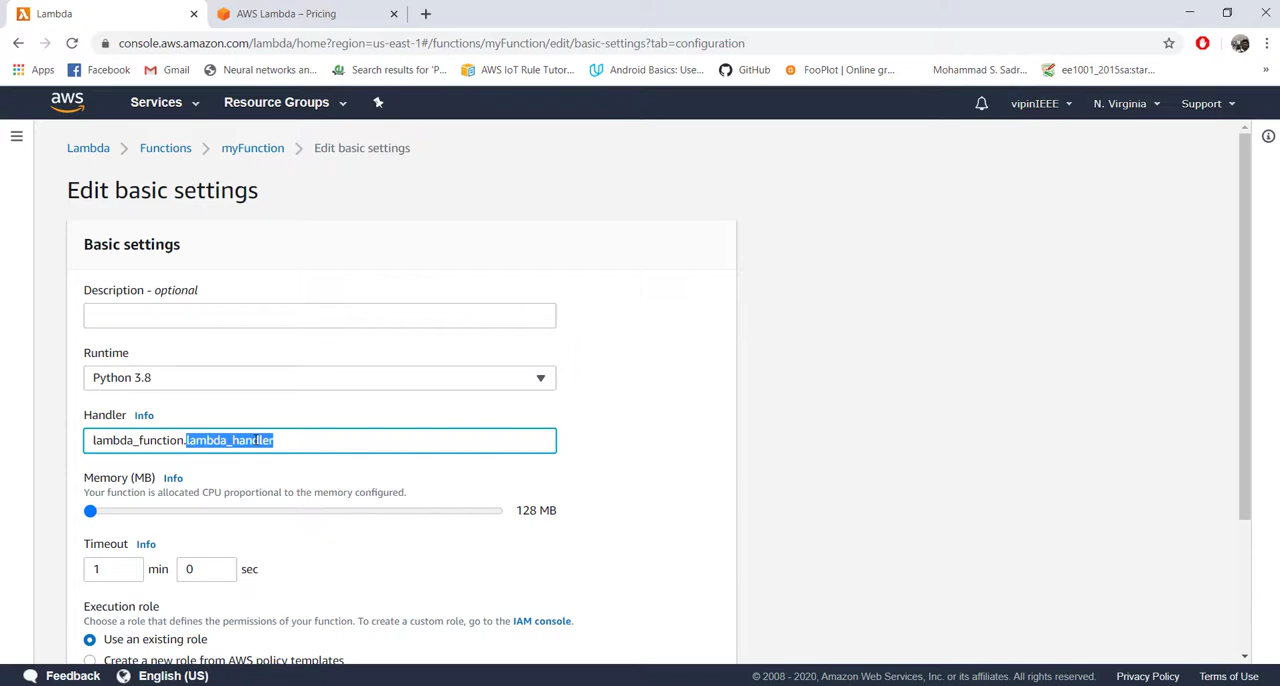 Lambda
AWS Lambda – Pricing
console.aws.amazon.com/lambda/home?region=us-east-1#/functions/myFunction/edit/basic-settings?tab=configuration
Apps Facebook Gmail Neural networks an... Search results for 'P... AWS IoT Rule Tutor... Android Basics: Use... GitHub FooPlot | Online gr... Mohammad S. Sadr... ee1001_2015sa:star... »
aws Services Resource Groups vipinIEEE N. Virginia Support
Lambda > Functions > myFunction > Edit basic settings
Edit basic settings
Basic settings
Description - optional
Runtime
Python 3.8
Handler Info
lambda_function.lambda_handler
Memory (MB) Info
Your function is allocated CPU proportional to the memory configured.
128 MB
Timeout Info
1 min 0 sec
Execution role
Choose a role that defines the permissions of your function. To create a custom role, go to the IAM console.
Use an existing role
Create a new role from AWS policy templates
Feedback English (US) © 2008 - 2020, Amazon Web Services, Inc. or its affiliates. All rights reserved. Privacy Policy Terms of Use